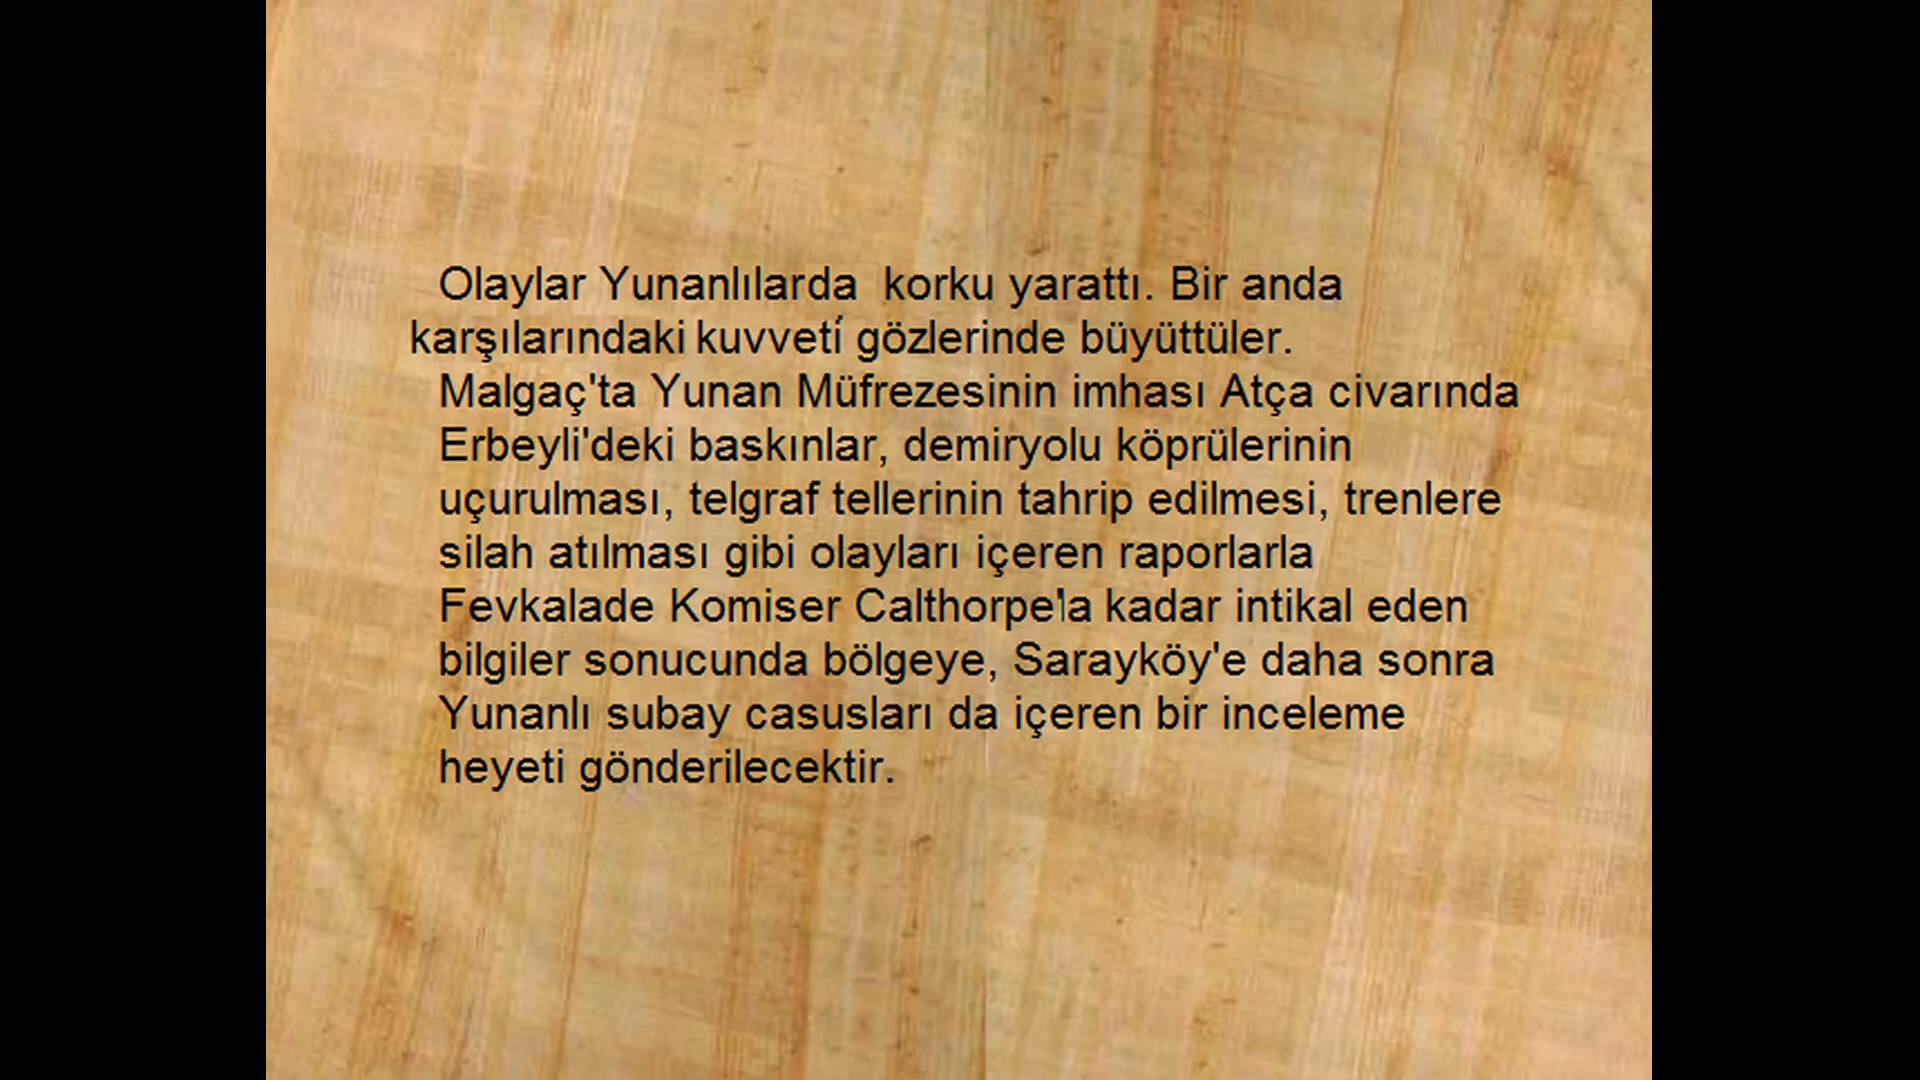 Olaylar Yunanlılarda korku yarattı. Bir anda
karşılarındaki kuvveti gözlerinde büyüttüler.
Malgaç'ta Yunan Müfrezesinin imhası Atça civarında
Erbeyli'deki baskınlar, demiryolu köprülerinin
uçurulması, telgraf tellerinin tahrip edilmesi, trenlere
silah atılması gibi olayları içeren raporlarla
Fevkalade Komiser Calthorpe'la kadar intikal eden
bilgiler sonucunda bölgeye, Sarayköy'e daha sonra
Yunanlı subay casusları da içeren bir inceleme
heyeti gönderilecektir.